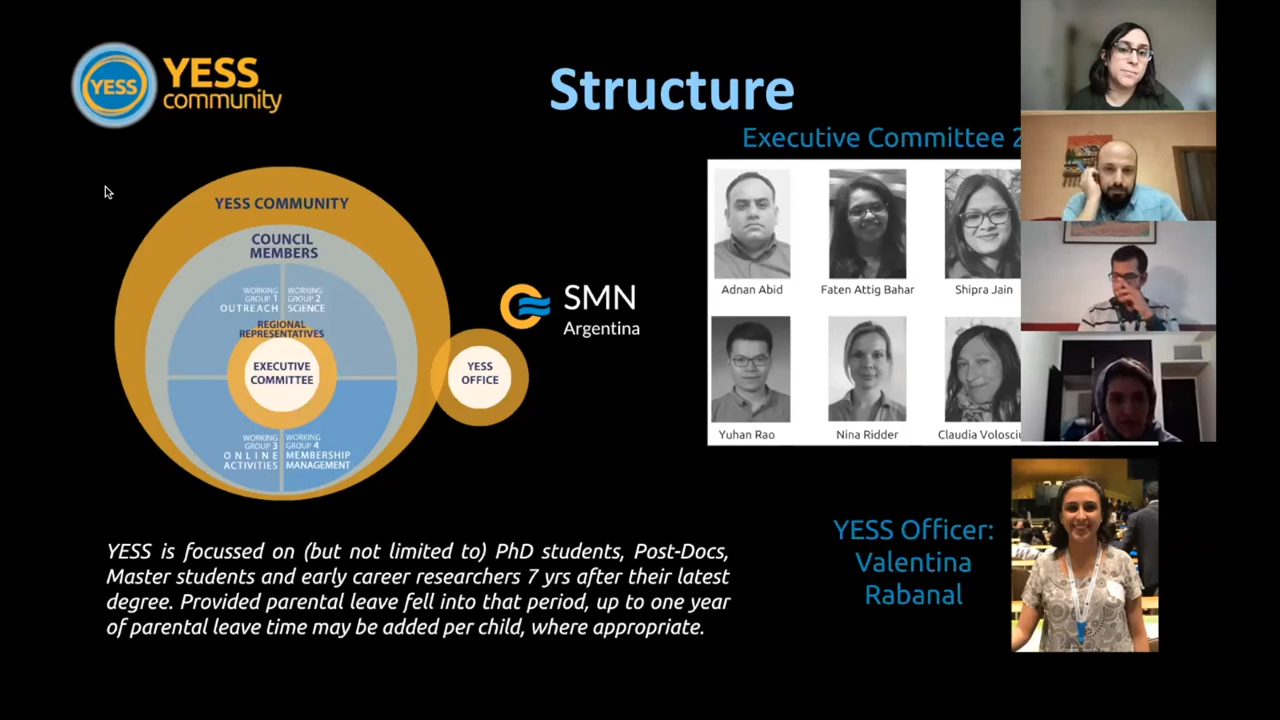 YESS
YESS
community
Structure
Executive Committee
YESS COMMUNITY
COUNCIL
MEMBERS
WORKING
GROUP 1
OUTREACH
WORKING
GROUP 2
SCIENCE
REGIONAL
REPRESENTATIVES
EXECUTIVE
COMMITTEE
WORKING
GROUP 3
ONLINE
ACTIVITIES
WORKING
GROUP 4
MEMBERSHIP
MANAGEMENT
YESS
OFFICE
SMN
Argentina
Adnan Abid
Faten Attig Bahar
Shipra Jain
Yuhan Rao
Nina Ridder
Claudia
YESS is focussed on (but not limited to) PhD students, Post-Docs,
Master students and early career researchers 7 yrs after their latest
degree. Provided parental leave fell into that period, up to one year
of parental leave time may be added per child, where appropriate.
YESS Officer:
Valentina
Rabanal